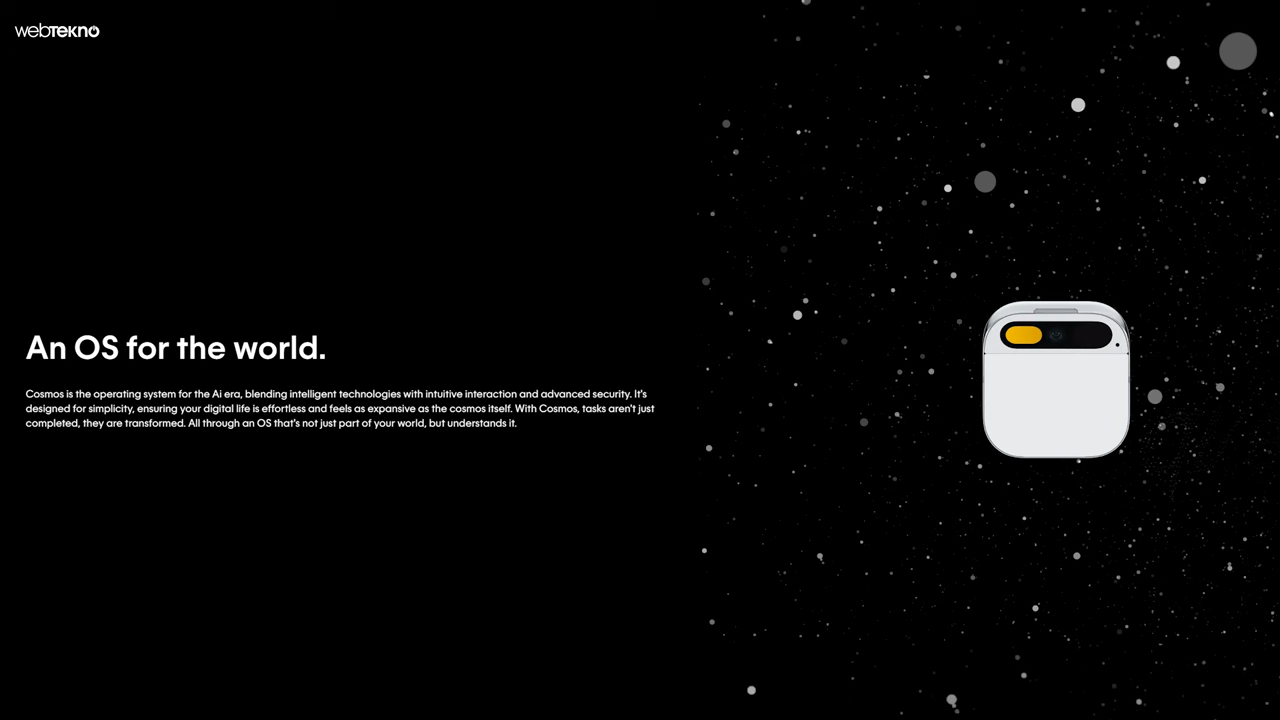 webTEKNO
An OS for the world.
Cosmos is the operating system for the Ai era, blending intelligent technologies with intuitive interaction and advanced security. It's
designed for simplicity, ensuring your digital life is effortless and feels as expansive as the cosmos itself. With Cosmos, tasks aren't just
completed, they are transformed. All through an OS that's not just part of your world, but understands it.